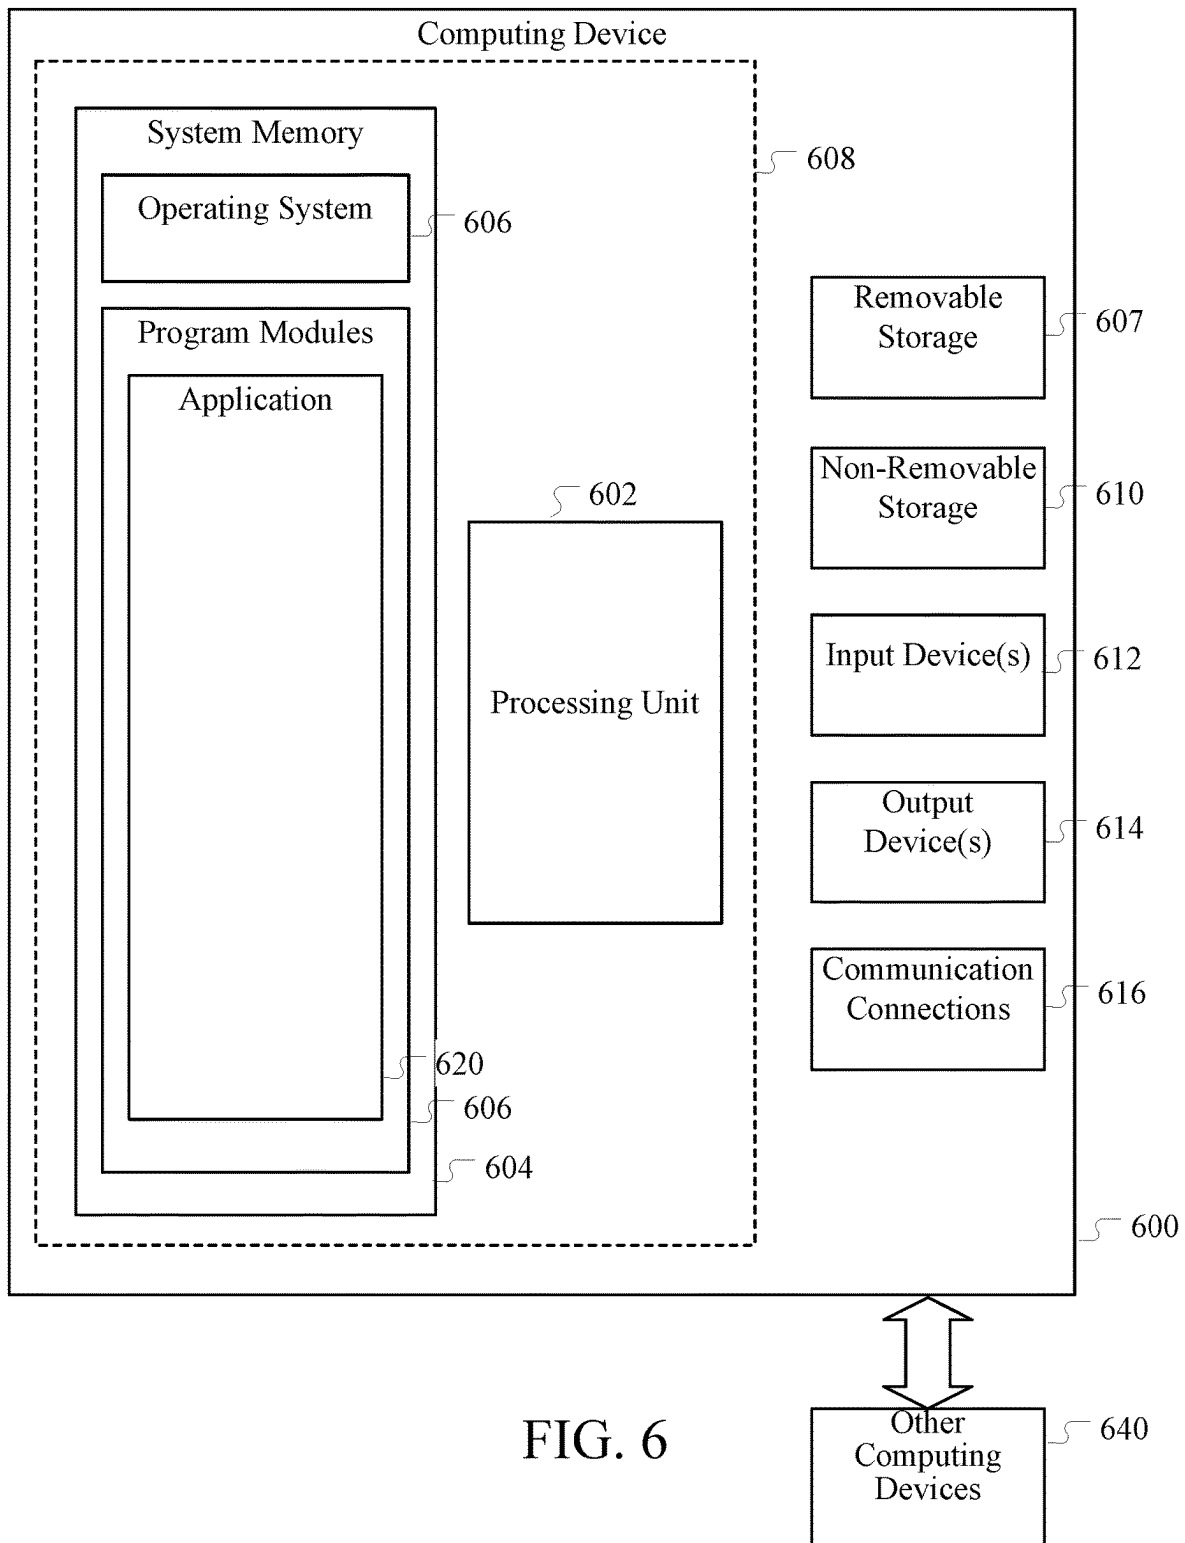 Computing Device
System Memory
608
Operating System
606
Program Modules
Application
Removable
Storage
607
Non-Removable
Storage
610
602
Processing Unit
Input Device(s)
612
Output
Device(s)
614
Communication
Connections
616
620
606
604
600
FIG. 6
Other
Computing
Devices
640